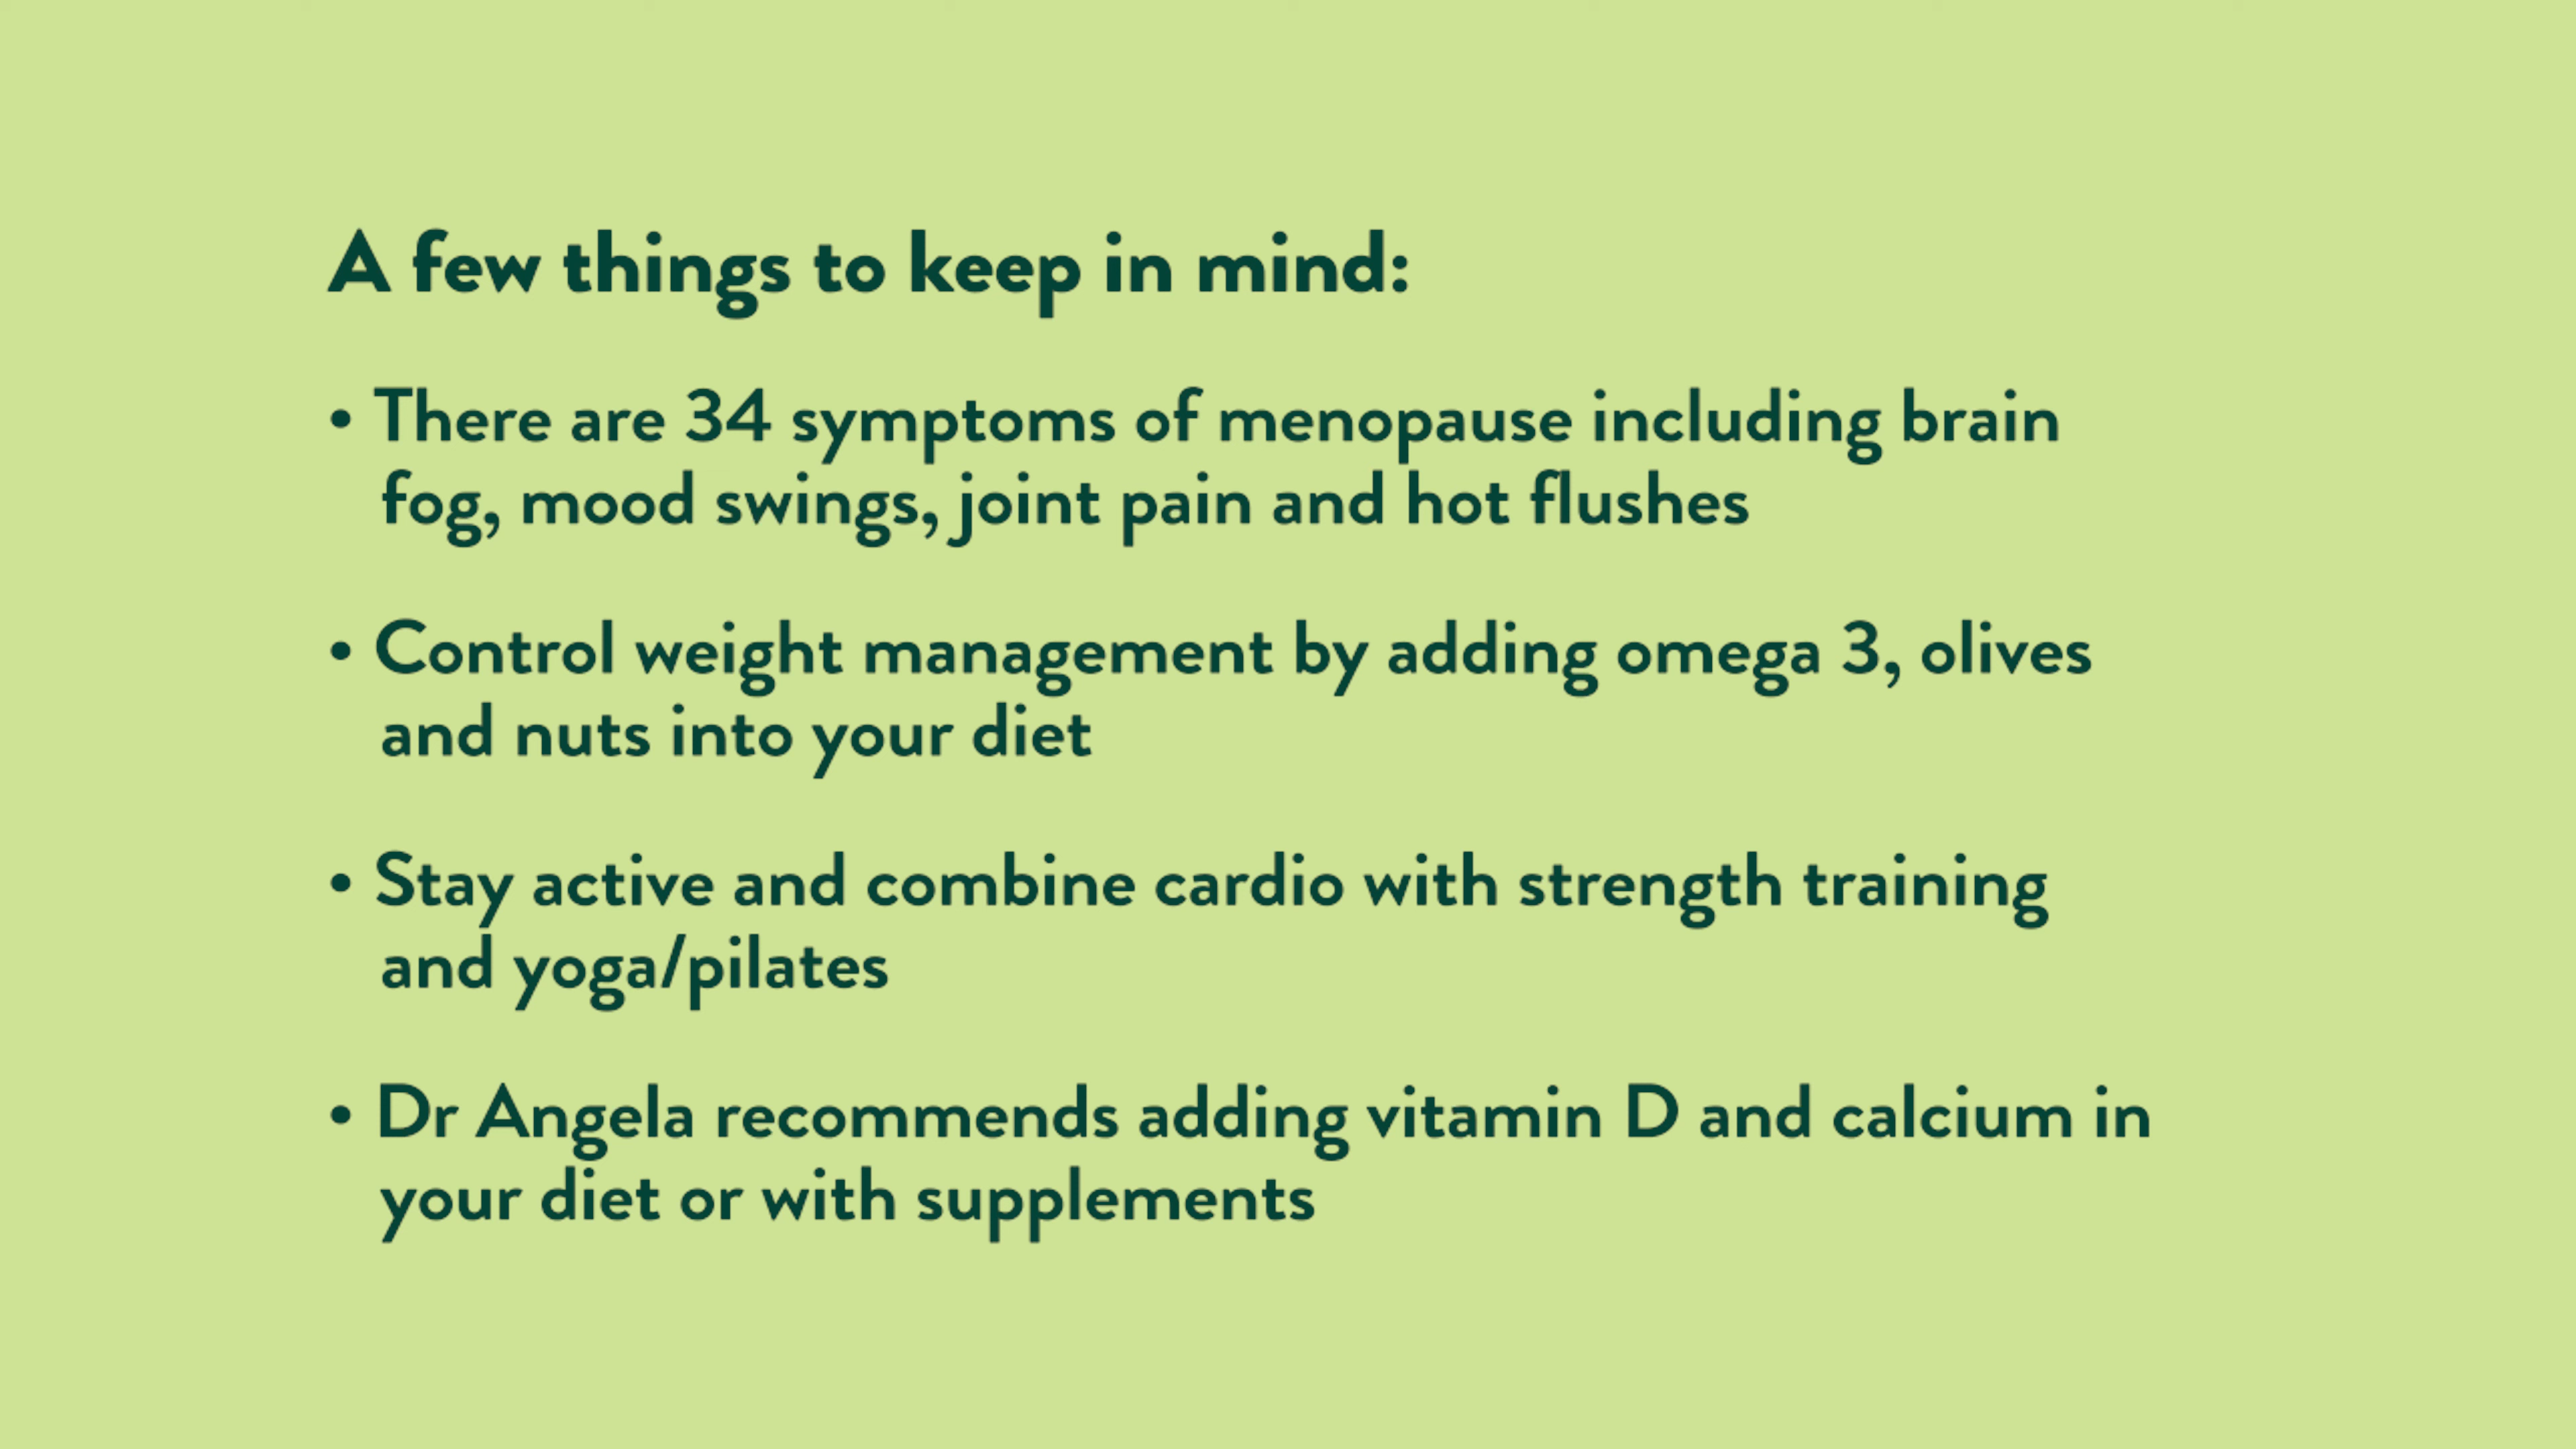 A few things to keep in mind:
• There are 34 symptoms of menopause including brain
fog, mood swings, joint pain and hot flushes
• Control weight management by adding omega 3, olives
and nuts into your diet
• Stay active and combine cardio with strength training
and yoga/pilates
• Dr Angela recommends adding vitamin D and calcium in
your diet or with supplements